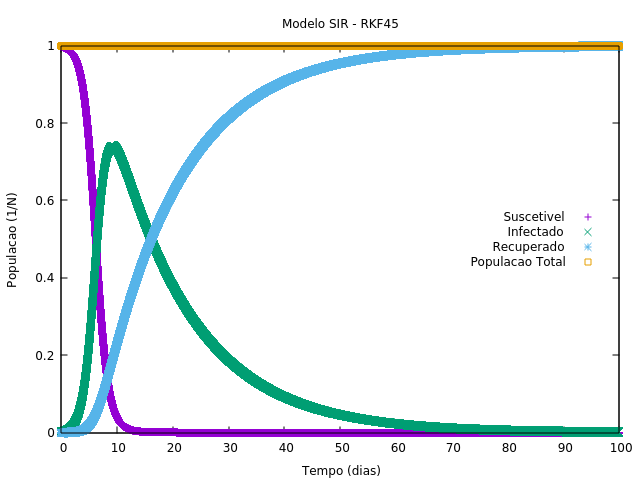 Modelo SIR - RKF45
1
0.8
0.6
0.4
0.2
0
Populacao (1/N)
Suscetivel
Infectado
Recuperado
Populacao Total
0 10 20 30 40 50 60 70 80 90 100
Tempo (dias)